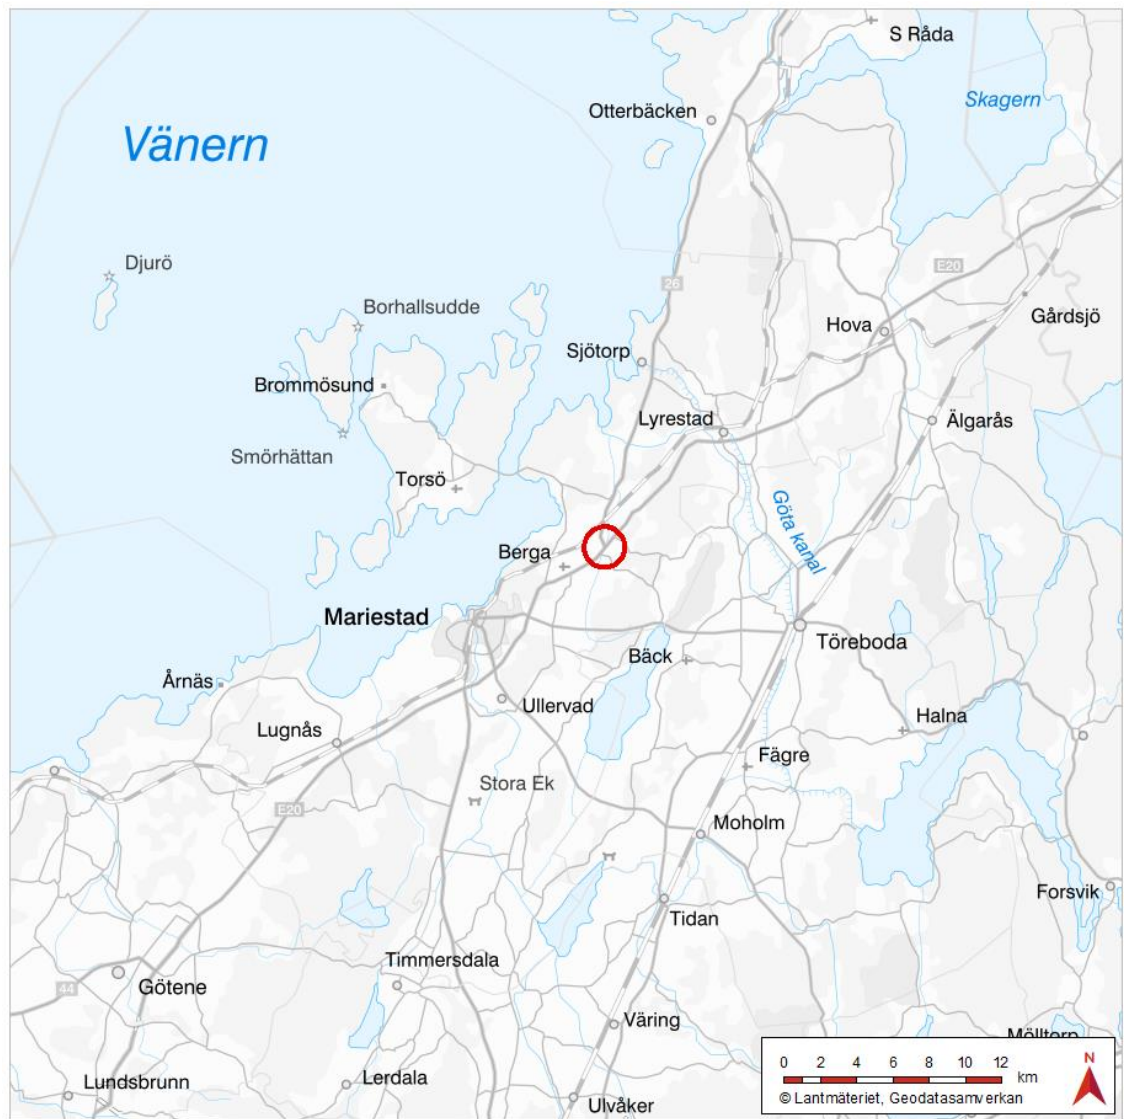 S Råda
Skagern
Otterbäcken
Vänern
Djurö
E20
26
Borhallsudde
Gårdsjö
Hova
Sjötorp
Brommösund
Lyrestad
Älgarås
Smörhättan
Torsö
Göta kanal
Berga
Mariestad
Töreboda
Bäck
Årnäs
Ullervad
Halna
Lugnås
Fägre
Stora Ek
E20
Moholm
Forsvik
Tidan
Timmersdala
Götene
44
Väring
Mölltorp
N
0 2 4 6 8 10 12
km
Lundsbrunn
Lerdala
© Lantmäteriet, Geodatasamverkan
Ulvåker